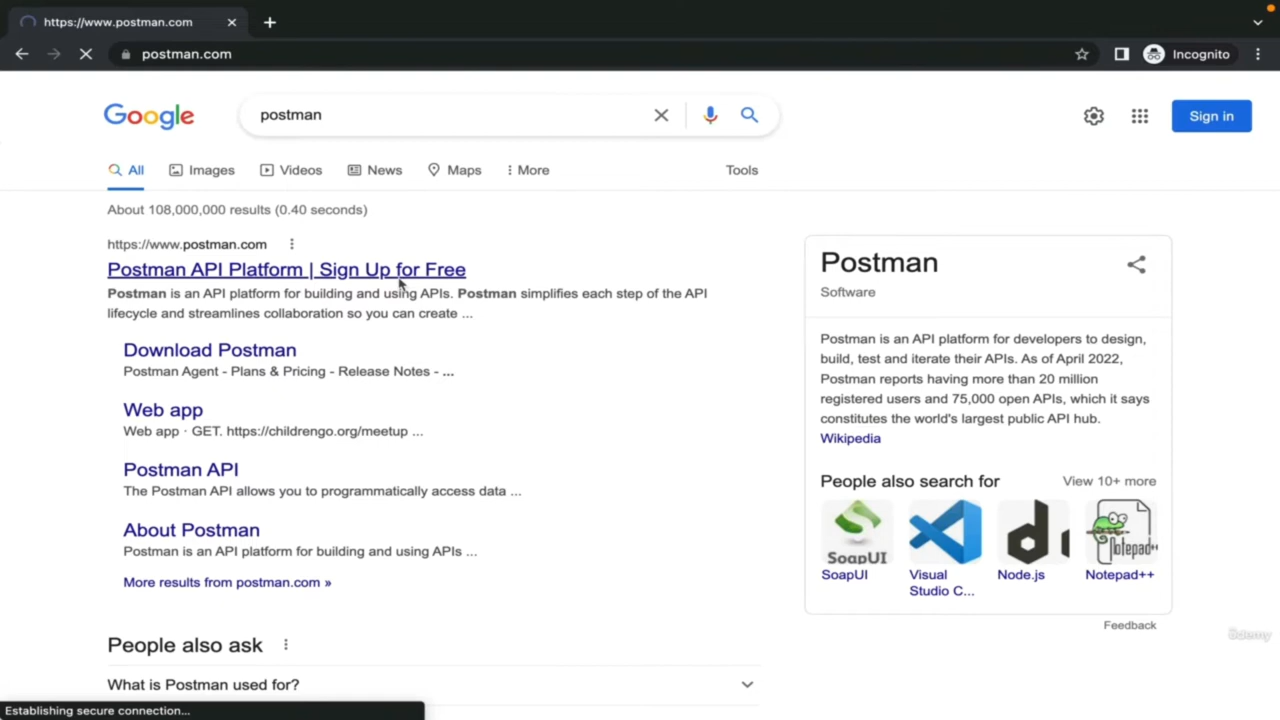 https://www.postman.com
postman.com
Incognito
Google
postman
Sign in
All
Images
Videos
News
Maps
More
Tools
About 108,000,000 results (0.40 seconds)
https://www.postman.com
Postman API Platform | Sign Up for Free
Postman is an API platform for building and using APIs. Postman simplifies each step of the API
lifecycle and streamlines collaboration so you can create ...
Download Postman
Postman Agent - Plans & Pricing - Release Notes - ...
Web app
Web app · GET. https://childrengo.org/meetup ...
Postman API
The Postman API allows you to programmatically access data ...
About Postman
Postman is an API platform for building and using APIs ...
More results from postman.com »
People also ask
What is Postman used for?
Postman
Software
Postman is an API platform for developers to design,
build, test and iterate their APIs. As of April 2022,
Postman reports having more than 20 million
registered users and 75,000 open APIs, which it says
constitutes the world's largest public API hub.
Wikipedia
People also search for
View 10+ more
SoapUI
Notepad++
SoapUI
Visual
Studio C...
Node.js
Notepad++
Feedback
Udemy
Establishing secure connection...